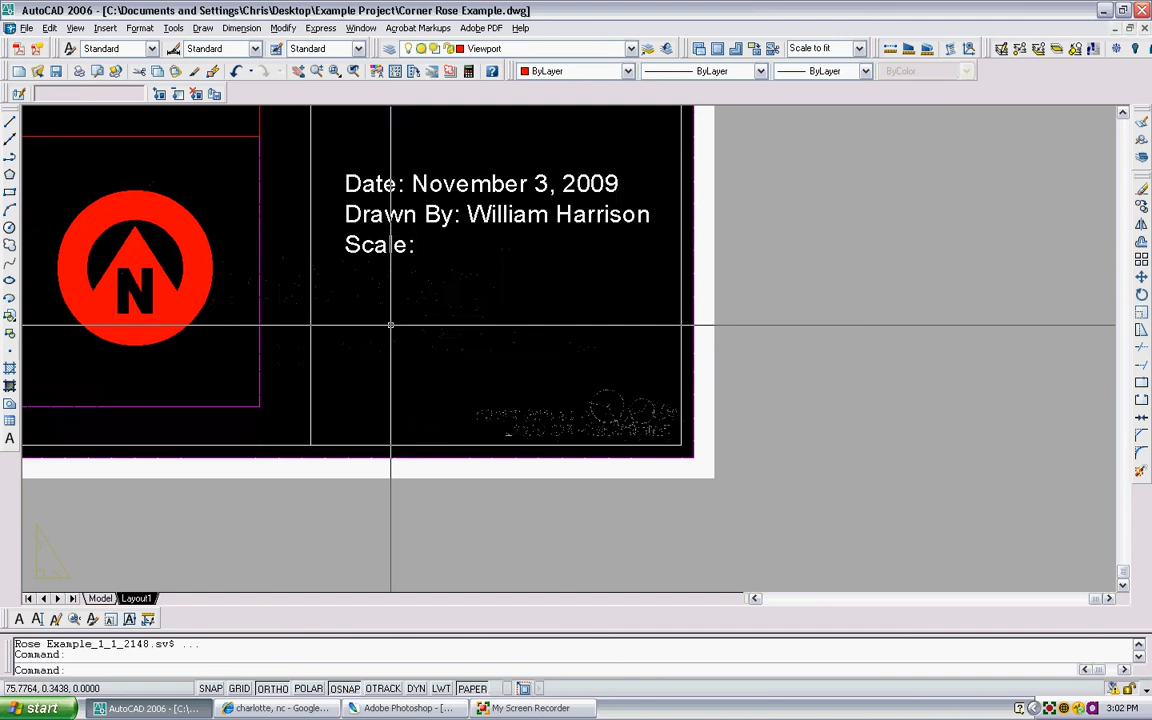 AutoCAD 2006 - [C:\Documents and Settings\Chris\Desktop\Example Project\Corner Rose Example.dwg]
File Edit View Insert Format Tools Draw Dimension Modify Express Window Acrobat Markups Adobe PDF Help
Standard Standard Standard Viewport Scale to fit
ByLayer ByLayer ByLayer ByColor
Date: November 3, 2009
Drawn By: William Harrison
Scale:
N
Model Layout1
Rose Example_1_1_2148.sv$ ...
Command:
Command:
75.7764, 0.3438, 0.0000 SNAP GRID ORTHO POLAR OSNAP OTRACK DYN LWT PAPER
start AutoCAD 2006 - [C:\... charlotte, nc - Google... Adobe Photoshop - [... My Screen Recorder 3:02 PM